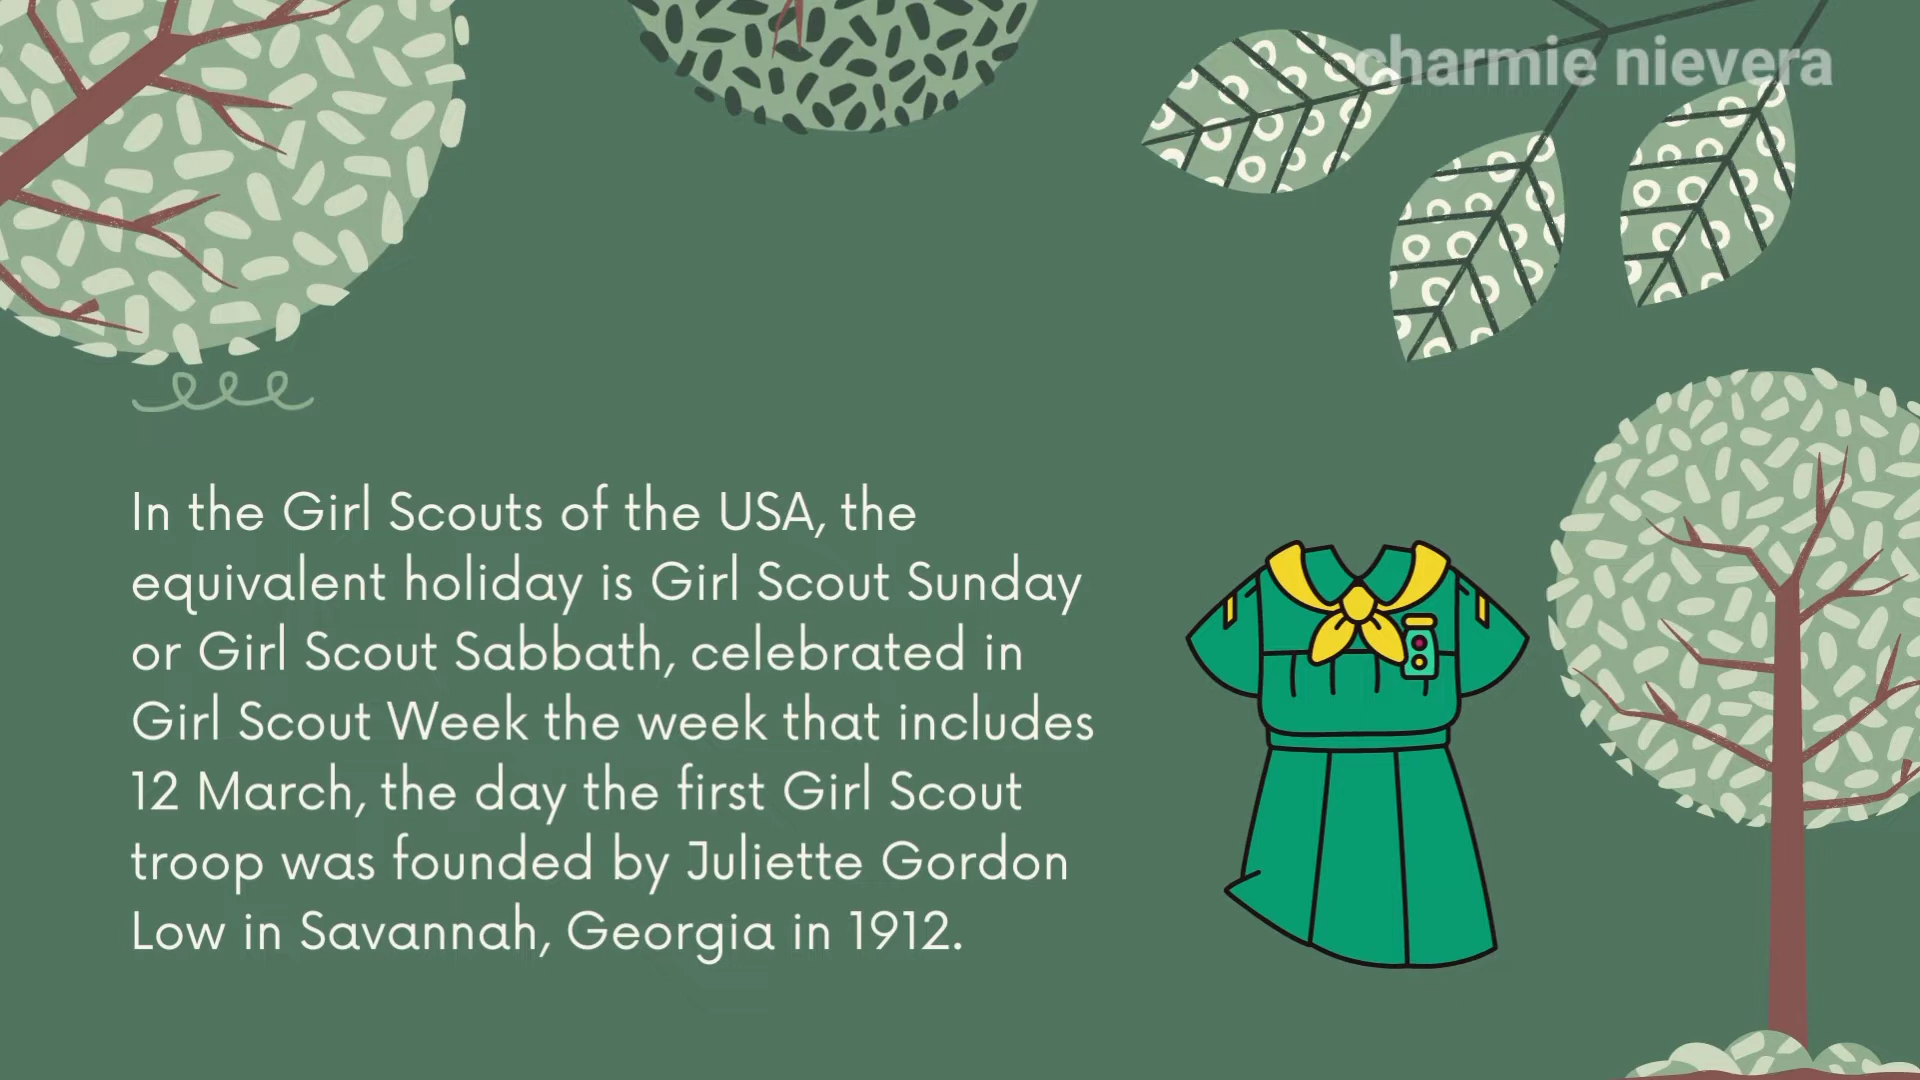 charmie nievera
In the Girl Scouts of the USA, the
equivalent holiday is Girl Scout Sunday
or Girl Scout Sabbath, celebrated in
Girl Scout Week the week that includes
12 March, the day the first Girl Scout
troop was founded by Juliette Gordon
Low in Savannah, Georgia in 1912.